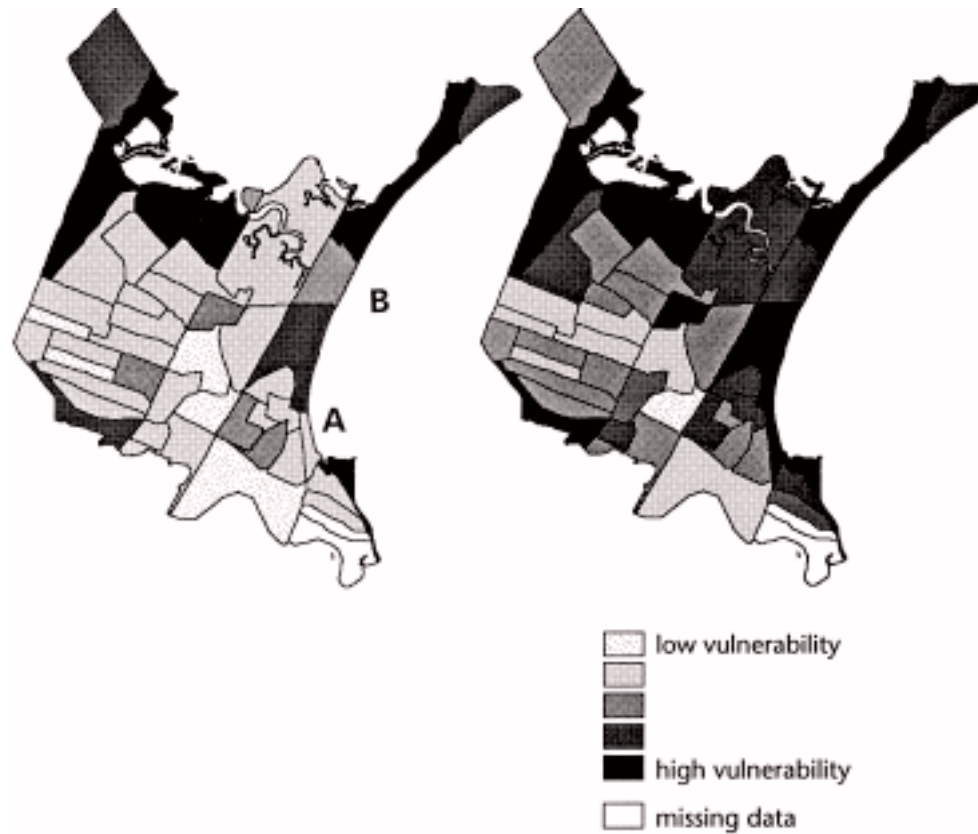 B
A
low vulnerability
high vulnerability
missing data